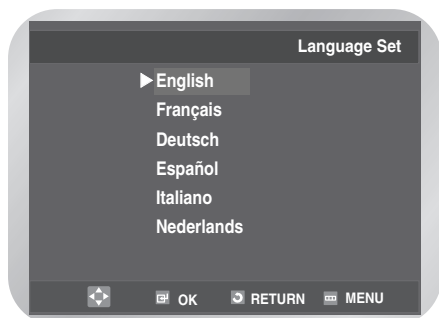 Language Set
English
Français
Deutsch
Español
Italiano
Nederlands
OK RETURN MENU